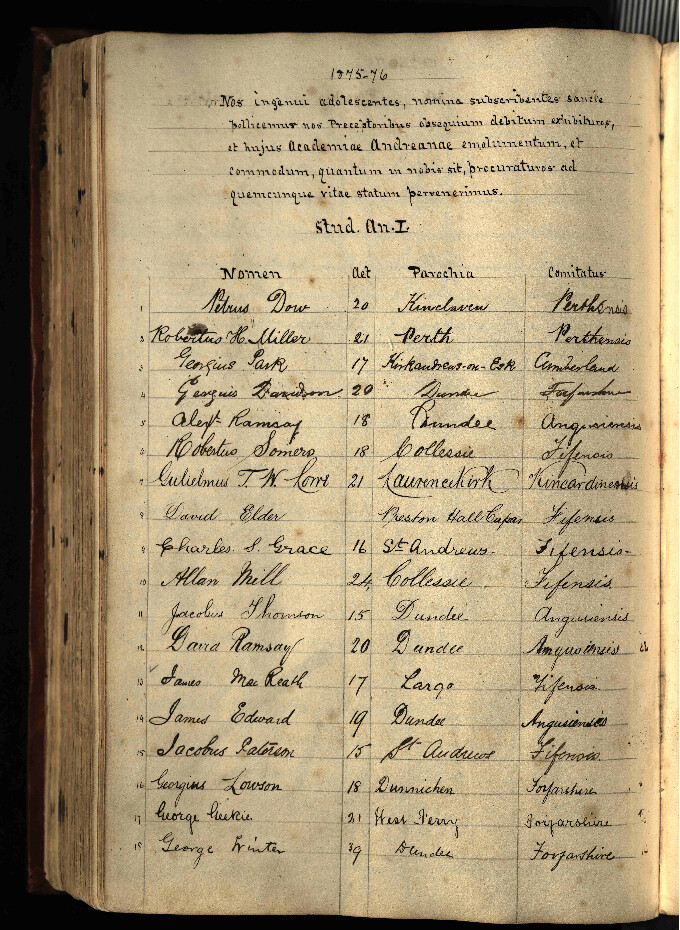 1875-76
Nos ingenui adolescentes, nomina subscribentes sancte
pollicemur nos Preceptoribus obsequium debitum exhibituros,
et hujus Academiae Andreanae emolumentum, et
commodum, quantum in nobis sit, procuraturos ad
quemcunque vitae statum pervenerimus.
Stud. An. I.
Nomen Aet Parochia Comitatus
1 Petrus Dow 20 Kinclaven Perthensis
2 Robertus H. Miller 21 Perth Perthensis
3 Georgius Park 17 Kirkandrews-on-Esk Cumberland
4 Georgius Davidson 20 Dundee Forfarshire
5 Alexr. Ramsay 18 Dundee Angusiensis
6 Robertus Somers 18 Collessie Fifensis
7 Gulielmus T. W. Lowe 21 Laurencekirk Kincardinensis
8 David Elder Preston Hall Cupar Fifensis
9 Charles S. Grace 16 St Andrews Fifensis
10 Allan Mill 24 Collessie Fifensis
11 Jacobus Thomson 15 Dundee Angusiensis
12 David Ramsay 20 Dundee Angusiensis
13 James MacReath 17 Largo Fifensis
14 James Edward 19 Dundee Angusiensis
15 Jacobus Paterson 15 St Andrews Fifensis
16 Georgius Lowson 18 Dunnichen Forfarshire
17 George Geekie 21 West Ferry Forfarshire
18 George Winter 39 Dundee Forfarshire